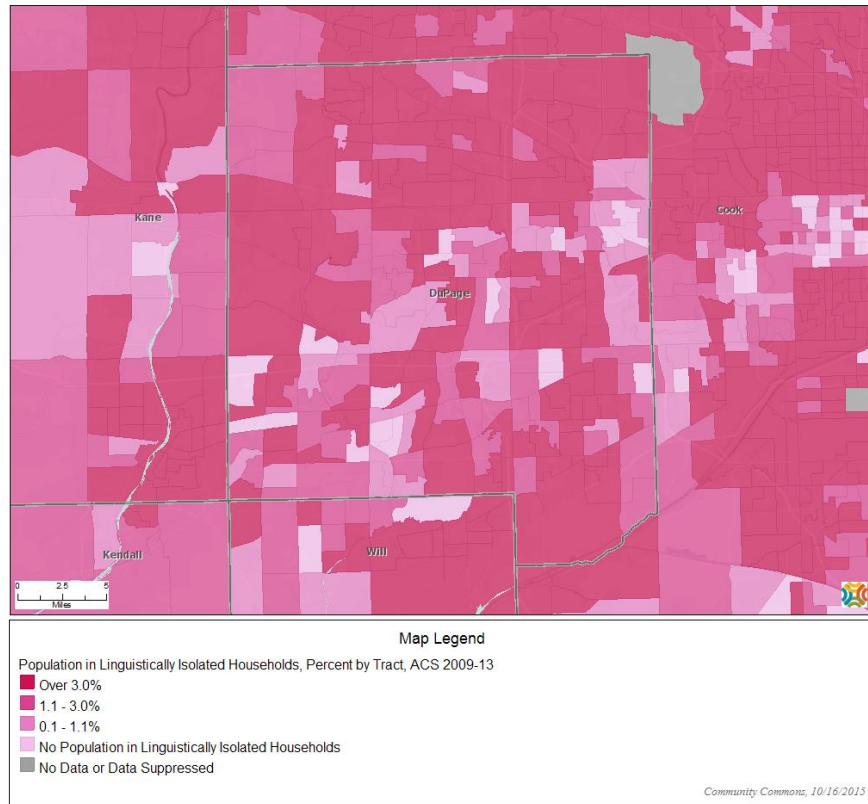 Kane
Cook
DuPage
Kendall
Will
0 2.5 5
Miles
Map Legend
Population in Linguistically Isolated Households, Percent by Tract, ACS 2009-13
Over 3.0%
1.1 - 3.0%
0.1 - 1.1%
No Population in Linguistically Isolated Households
No Data or Data Suppressed
Community Commons, 10/16/2015